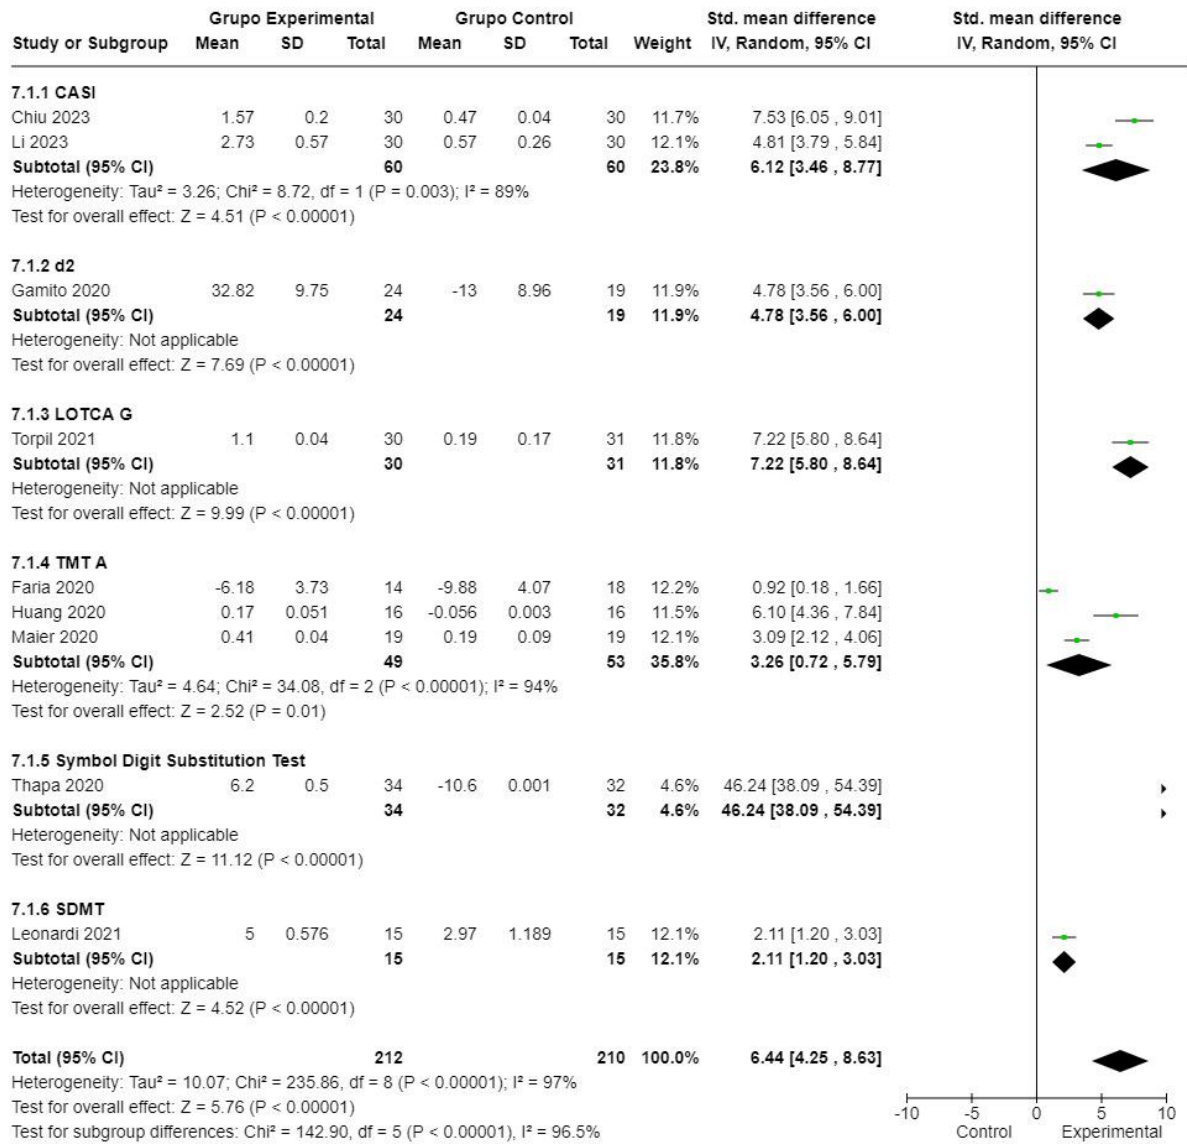 Grupo Experimental Grupo Control Std. mean difference Std. mean difference
Study or Subgroup Mean SD Total Mean SD Total Weight IV, Random, 95% CI IV, Random, 95% CI
7.1.1 CASI
Chiu 2023 1.57 0.2 30 0.47 0.04 30 11.7% 7.53 [6.05 , 9.01]
Li 2023 2.73 0.57 30 0.57 0.26 30 12.1% 4.81 [3.79 , 5.84]
Subtotal (95% CI) 60 60 23.8% 6.12 [3.46 , 8.77]
Heterogeneity: Tau² = 3.26; Chi² = 8.72, df = 1 (P = 0.003); I² = 89%
Test for overall effect: Z = 4.51 (P < 0.00001)
7.1.2 d2
Gamito 2020 32.82 9.75 24 -13 8.96 19 11.9% 4.78 [3.56 , 6.00]
Subtotal (95% CI) 24 19 11.9% 4.78 [3.56 , 6.00]
Heterogeneity: Not applicable
Test for overall effect: Z = 7.69 (P < 0.00001)
7.1.3 LOTCA G
Torpil 2021 1.1 0.04 30 0.19 0.17 31 11.8% 7.22 [5.80 , 8.64]
Subtotal (95% CI) 30 31 11.8% 7.22 [5.80 , 8.64]
Heterogeneity: Not applicable
Test for overall effect: Z = 9.99 (P < 0.00001)
7.1.4 TMT A
Faria 2020 -6.18 3.73 14 -9.88 4.07 18 12.2% 0.92 [0.18 , 1.66]
Huang 2020 0.17 0.051 16 -0.056 0.003 16 11.5% 6.10 [4.36 , 7.84]
Maier 2020 0.41 0.04 19 0.19 0.09 19 12.1% 3.09 [2.12 , 4.06]
Subtotal (95% CI) 49 53 35.8% 3.26 [0.72 , 5.79]
Heterogeneity: Tau² = 4.64; Chi² = 34.08, df = 2 (P < 0.00001); I² = 94%
Test for overall effect: Z = 2.52 (P = 0.01)
7.1.5 Symbol Digit Substitution Test
Thapa 2020 6.2 0.5 34 -10.6 0.001 32 4.6% 46.24 [38.09 , 54.39]
Subtotal (95% CI) 34 32 4.6% 46.24 [38.09 , 54.39]
Heterogeneity: Not applicable
Test for overall effect: Z = 11.12 (P < 0.00001)
7.1.6 SDMT
Leonardi 2021 5 0.576 15 2.97 1.189 15 12.1% 2.11 [1.20 , 3.03]
Subtotal (95% CI) 15 15 12.1% 2.11 [1.20 , 3.03]
Heterogeneity: Not applicable
Test for overall effect: Z = 4.52 (P < 0.00001)
Total (95% CI) 212 210 100.0% 6.44 [4.25 , 8.63]
Heterogeneity: Tau² = 10.07; Chi² = 235.86, df = 8 (P < 0.00001); I² = 97%
Test for overall effect: Z = 5.76 (P < 0.00001)
-10 -5 0 5 10
Test for subgroup differences: Chi² = 142.90, df = 5 (P < 0.00001), I² = 96.5%
Control Experimental